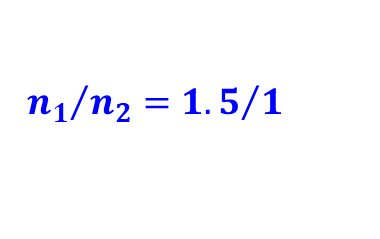 n₁/n₂ = 1.5/1